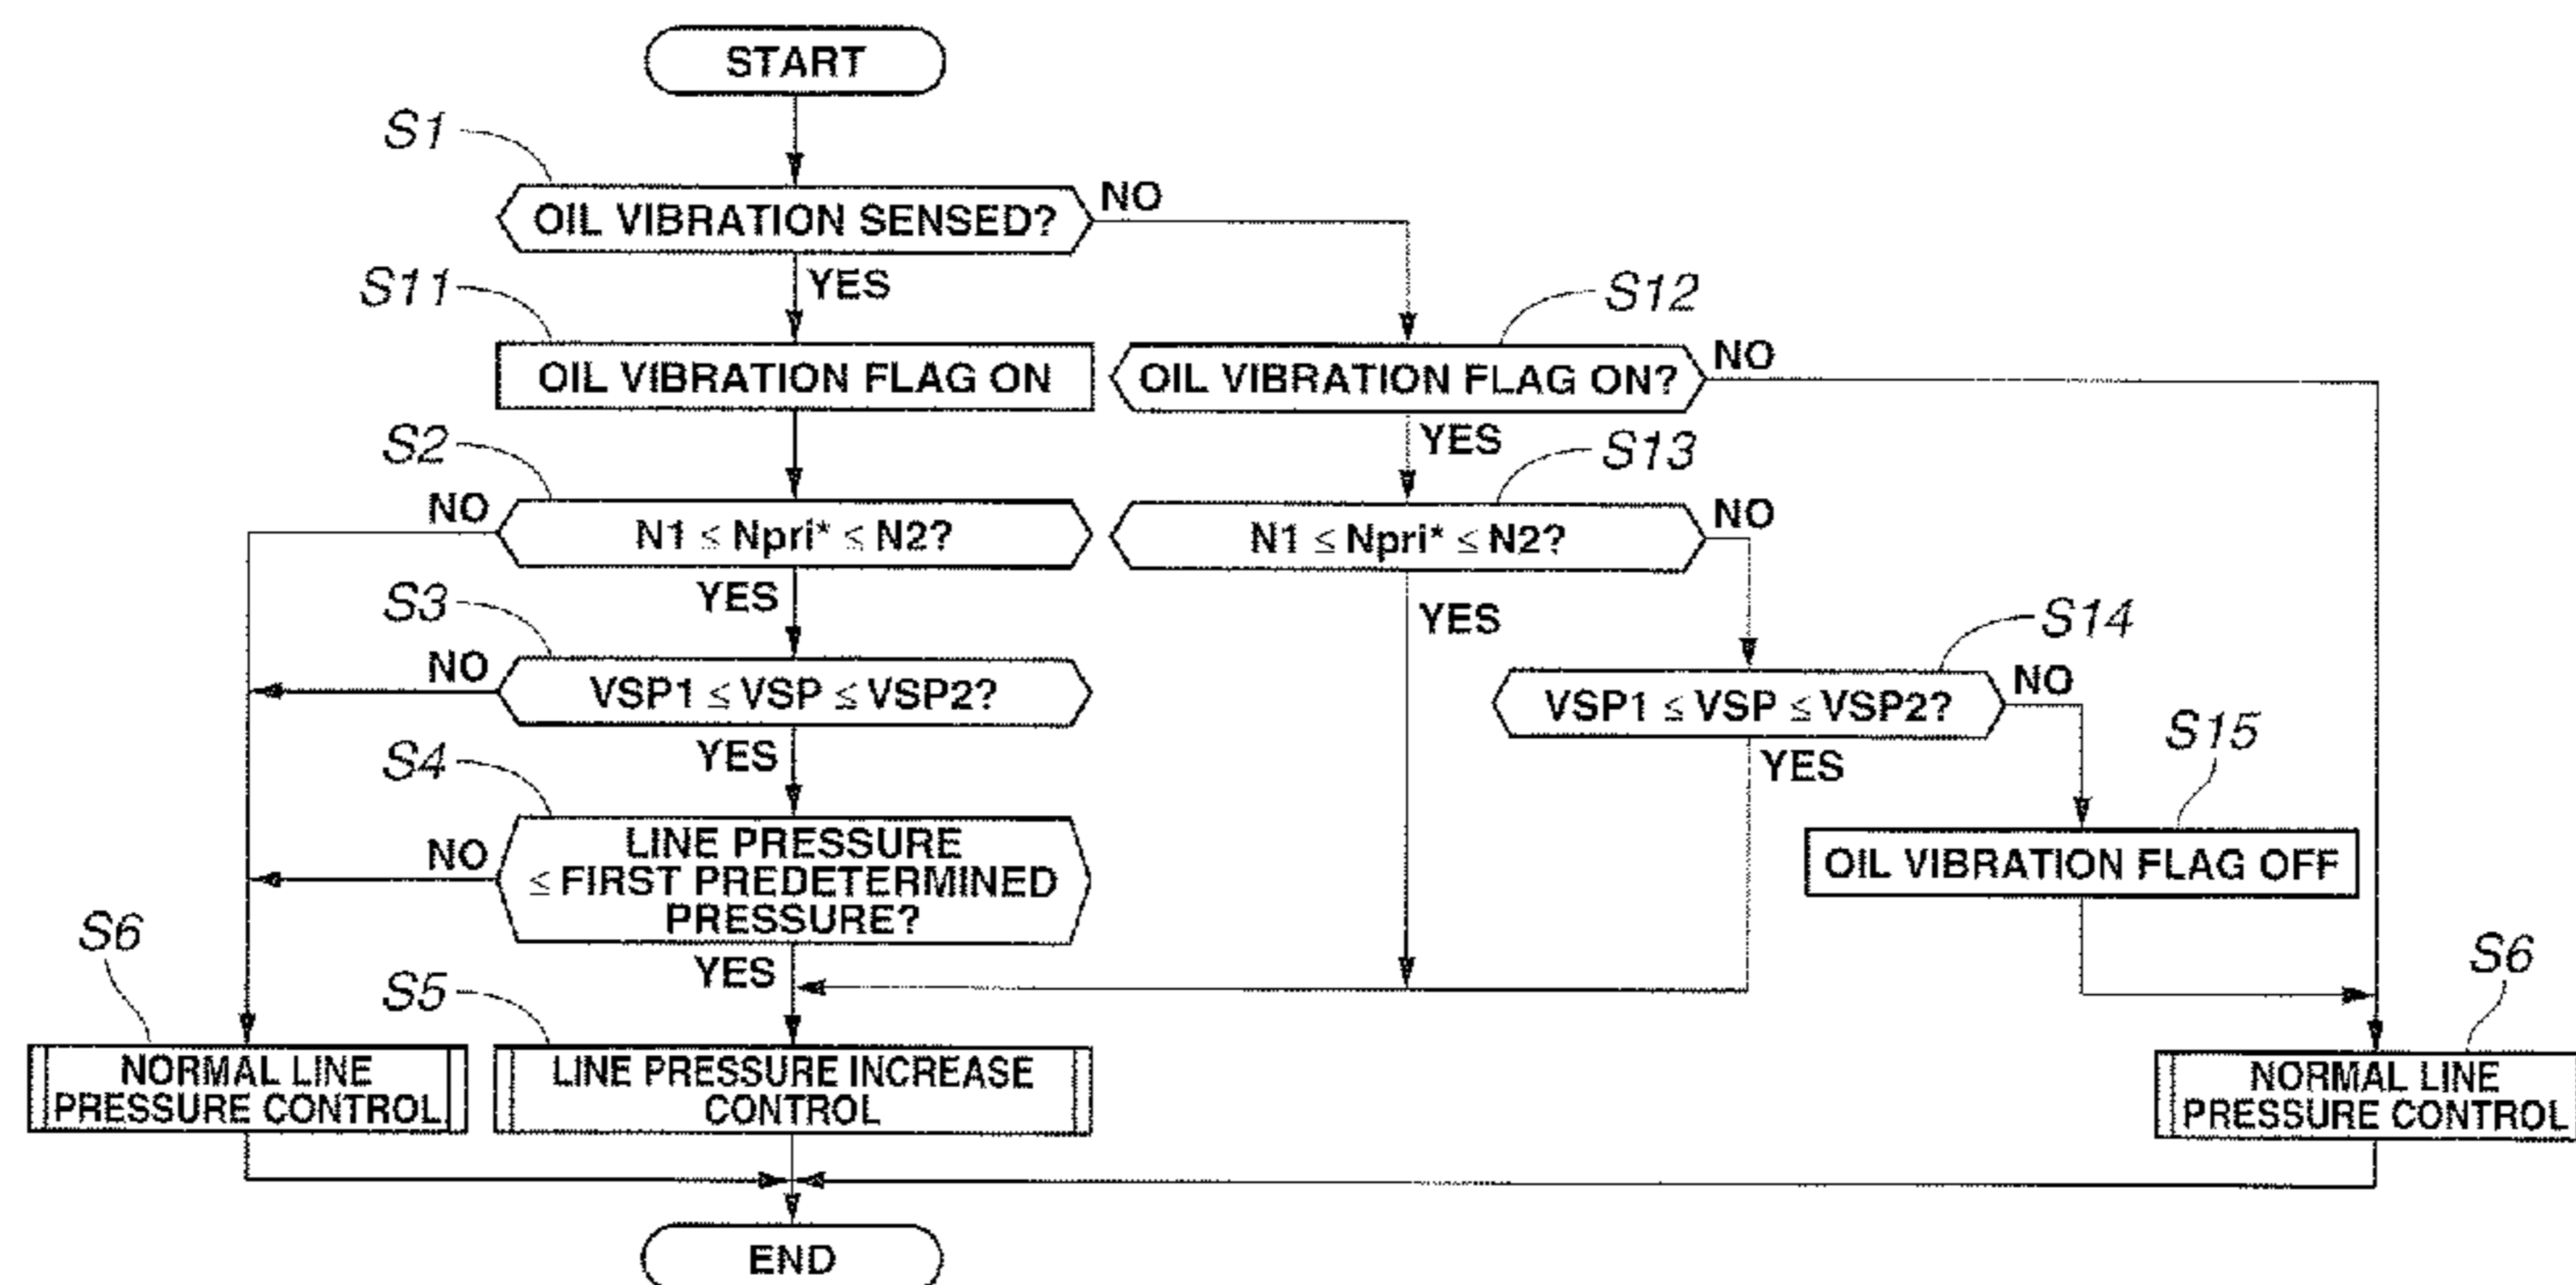 START
S1
OIL VIBRATION SENSED?
NO
YES
S11
OIL VIBRATION FLAG ON
S12
OIL VIBRATION FLAG ON?
NO
YES
S2
NO
N1 ≤ Npri* ≤ N2?
YES
S13
N1 ≤ Npri* ≤ N2?
NO
YES
S3
NO
VSP1 ≤ VSP ≤ VSP2?
YES
S14
VSP1 ≤ VSP ≤ VSP2?
NO
YES
S4
NO
LINE PRESSURE
≤ FIRST PREDETERMINED
PRESSURE?
YES
S15
OIL VIBRATION FLAG OFF
S6
NORMAL LINE
PRESSURE CONTROL
S5
LINE PRESSURE INCREASE
CONTROL
S6
NORMAL LINE
PRESSURE CONTROL
END